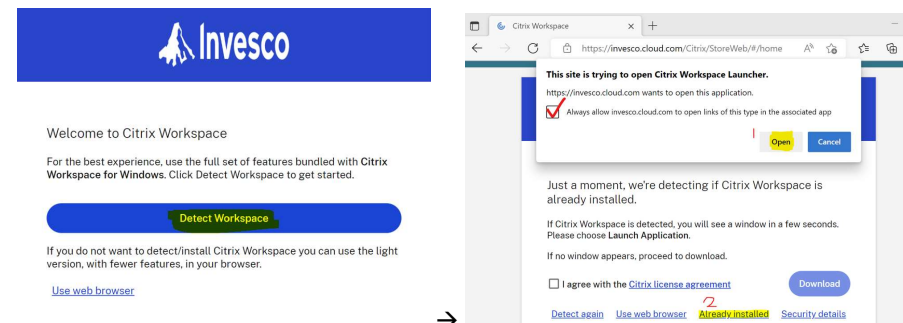 Invesco
Welcome to Citrix Workspace
For the best experience, use the full set of features bundled with Citrix
Workspace for Windows. Click Detect Workspace to get started.
Detect Workspace
If you do not want to detect/install Citrix Workspace you can use the light
version, with fewer features, in your browser.
Use web browser
→
Citrix Workspace
https://invesco.cloud.com/Citrix/StoreWeb/#/home
This site is trying to open Citrix Workspace Launcher.
https://invesco.cloud.com wants to open this application.
Always allow invesco.cloud.com to open links of this type in the associated app
1
Open Cancel
Just a moment, we're detecting if Citrix Workspace is
already installed.
If Citrix Workspace is detected, you will see a window in a few seconds.
Please choose Launch Application.
If no window appears, proceed to download.
I agree with the Citrix license agreement Download
2
Detect again Use web browser Already installed Security details